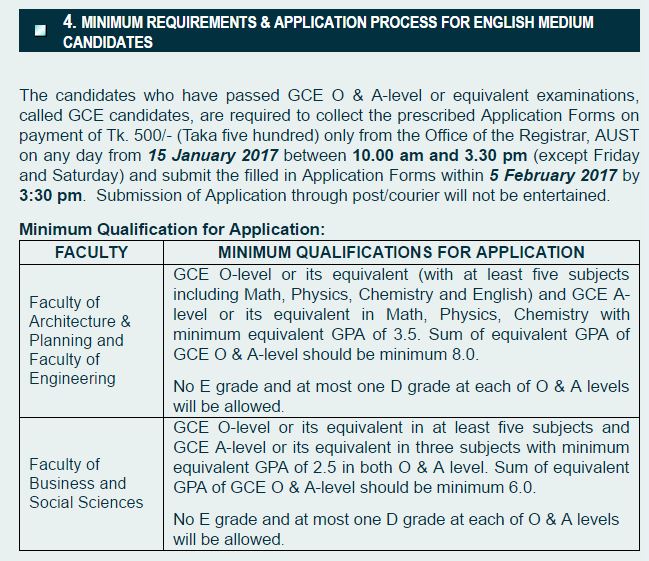 4. MINIMUM REQUIREMENTS & APPLICATION PROCESS FOR ENGLISH MEDIUM
CANDIDATES
The candidates who have passed GCE O & A-level or equivalent examinations,
called GCE candidates, are required to collect the prescribed Application Forms on
payment of Tk. 500/- (Taka five hundred) only from the Office of the Registrar, AUST
on any day from 15 January 2017 between 10.00 am and 3.30 pm (except Friday
and Saturday) and submit the filled in Application Forms within 5 February 2017 by
3:30 pm. Submission of Application through post/courier will not be entertained.
Minimum Qualification for Application:
FACULTY
MINIMUM QUALIFICATIONS FOR APPLICATION
Faculty of
Architecture &
Planning and
Faculty of
Engineering
GCE O-level or its equivalent (with at least five subjects
including Math, Physics, Chemistry and English) and GCE A-
level or its equivalent in Math, Physics, Chemistry with
minimum equivalent GPA of 3.5. Sum of equivalent GPA of
GCE O & A-level should be minimum 8.0.
No E grade and at most one D grade at each of O & A levels
will be allowed.
Faculty of
Business and
Social Sciences
GCE O-level or its equivalent in at least five subjects and
GCE A-level or its equivalent in three subjects with minimum
equivalent GPA of 2.5 in both O & A level. Sum of equivalent
GPA of GCE O & A-level should be minimum 6.0.
No E grade and at most one D grade at each of O & A levels
will be allowed.